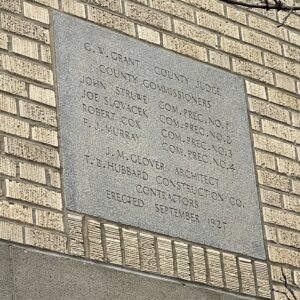 G. W. GRANT, COUNTY JUDGE
COUNTY COMMISSIONERS
JOHN STRUWE COM. PREC. NO. 1
JOE SLOVACEK COM. PREC. NO. 2
ROBERT COX COM. PREC. NO. 3
F. J. MURRAY COM. PREC. NO. 4
J. M. GLOVER, ARCHITECT
T. B. HUBBARD CONSTRUCTION CO.
CONTRACTORS
ERECTED SEPTEMBER 1927